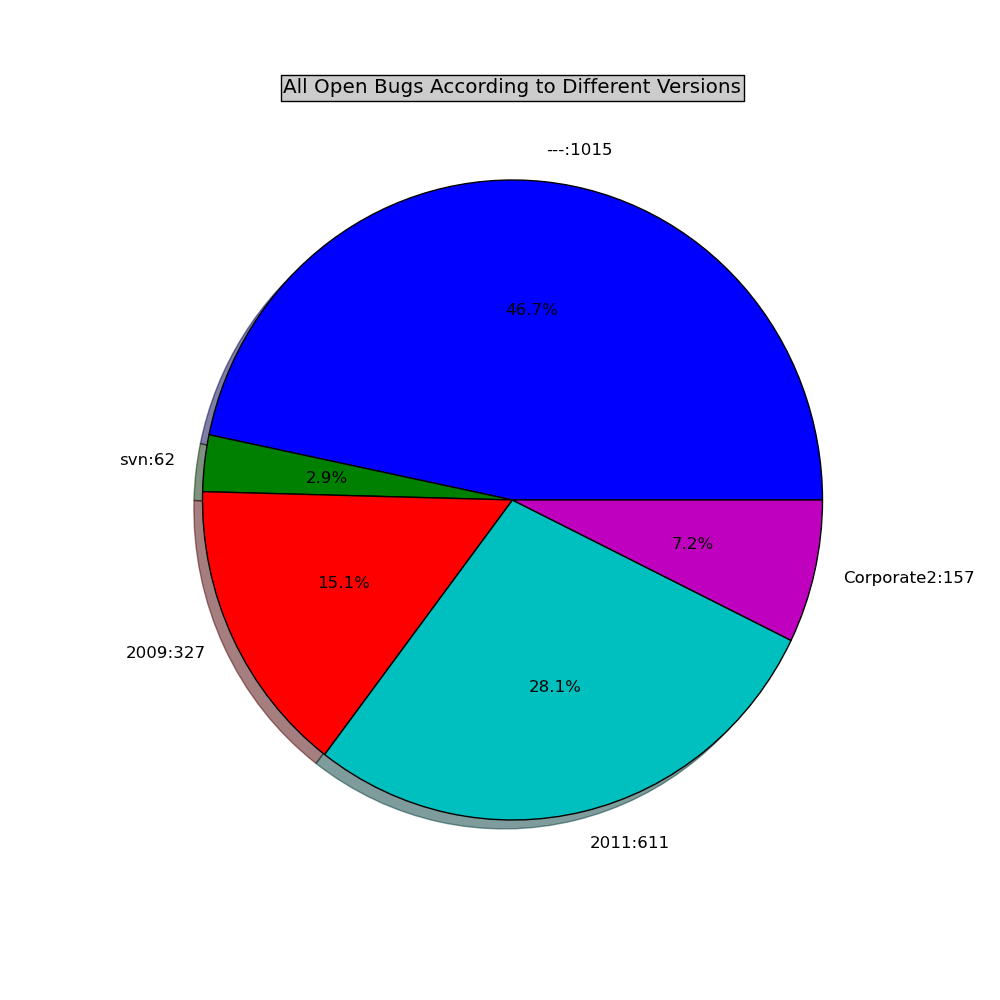 All Open Bugs According to Different Versions
---:1015
46.7%
svn:62
2.9%
7.2%
Corporate2:157
15.1%
2009:327
28.1%
2011:611